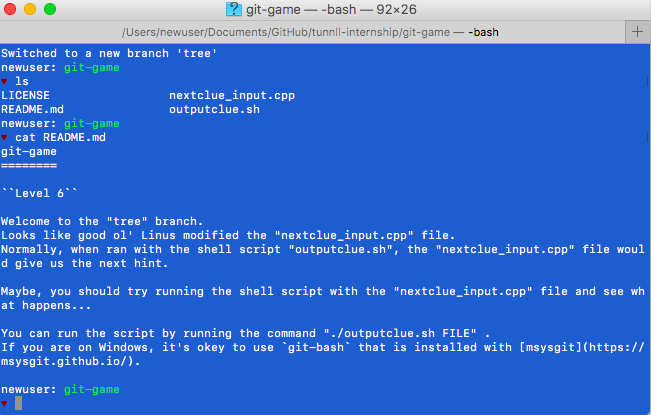 git-game — -bash — 92×26
/Users/newuser/Documents/GitHub/tunnll-internship/git-game — -bash
Switched to a new branch 'tree'
newuser: git-game
♥ ls
LICENSE                 nextclue_input.cpp
README.md               outputclue.sh
newuser: git-game
♥ cat README.md
git-game
========
``Level 6``
Welcome to the "tree" branch.
Looks like good ol' Linus modified the "nextclue_input.cpp" file.
Normally, when ran with the shell script "outputclue.sh", the "nextclue_input.cpp" file woul
d give us the next hint.
Maybe, you should try running the shell script with the "nextclue_input.cpp" file and see wh
at happens...
You can run the script by running the command "./outputclue.sh FILE" .
If you are on Windows, it's okey to use `git-bash` that is installed with [msysgit](https://
msysgit.github.io/).
newuser: git-game
♥